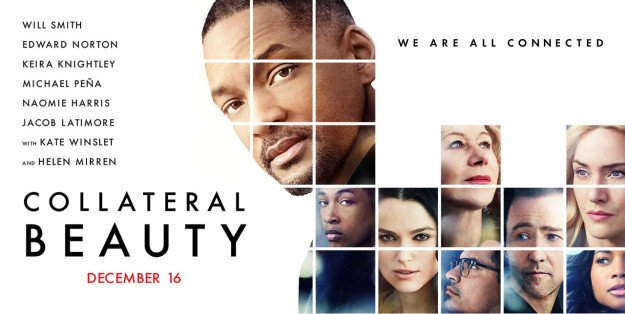 WILL SMITH
EDWARD NORTON
KEIRA KNIGHTLEY
MICHAEL PEÑA
NAOMIE HARRIS
JACOB LATIMORE
WITH KATE WINSLET
AND HELEN MIRREN
COLLATERAL
BEAUTY
DECEMBER 16
WE ARE ALL CONNECTED